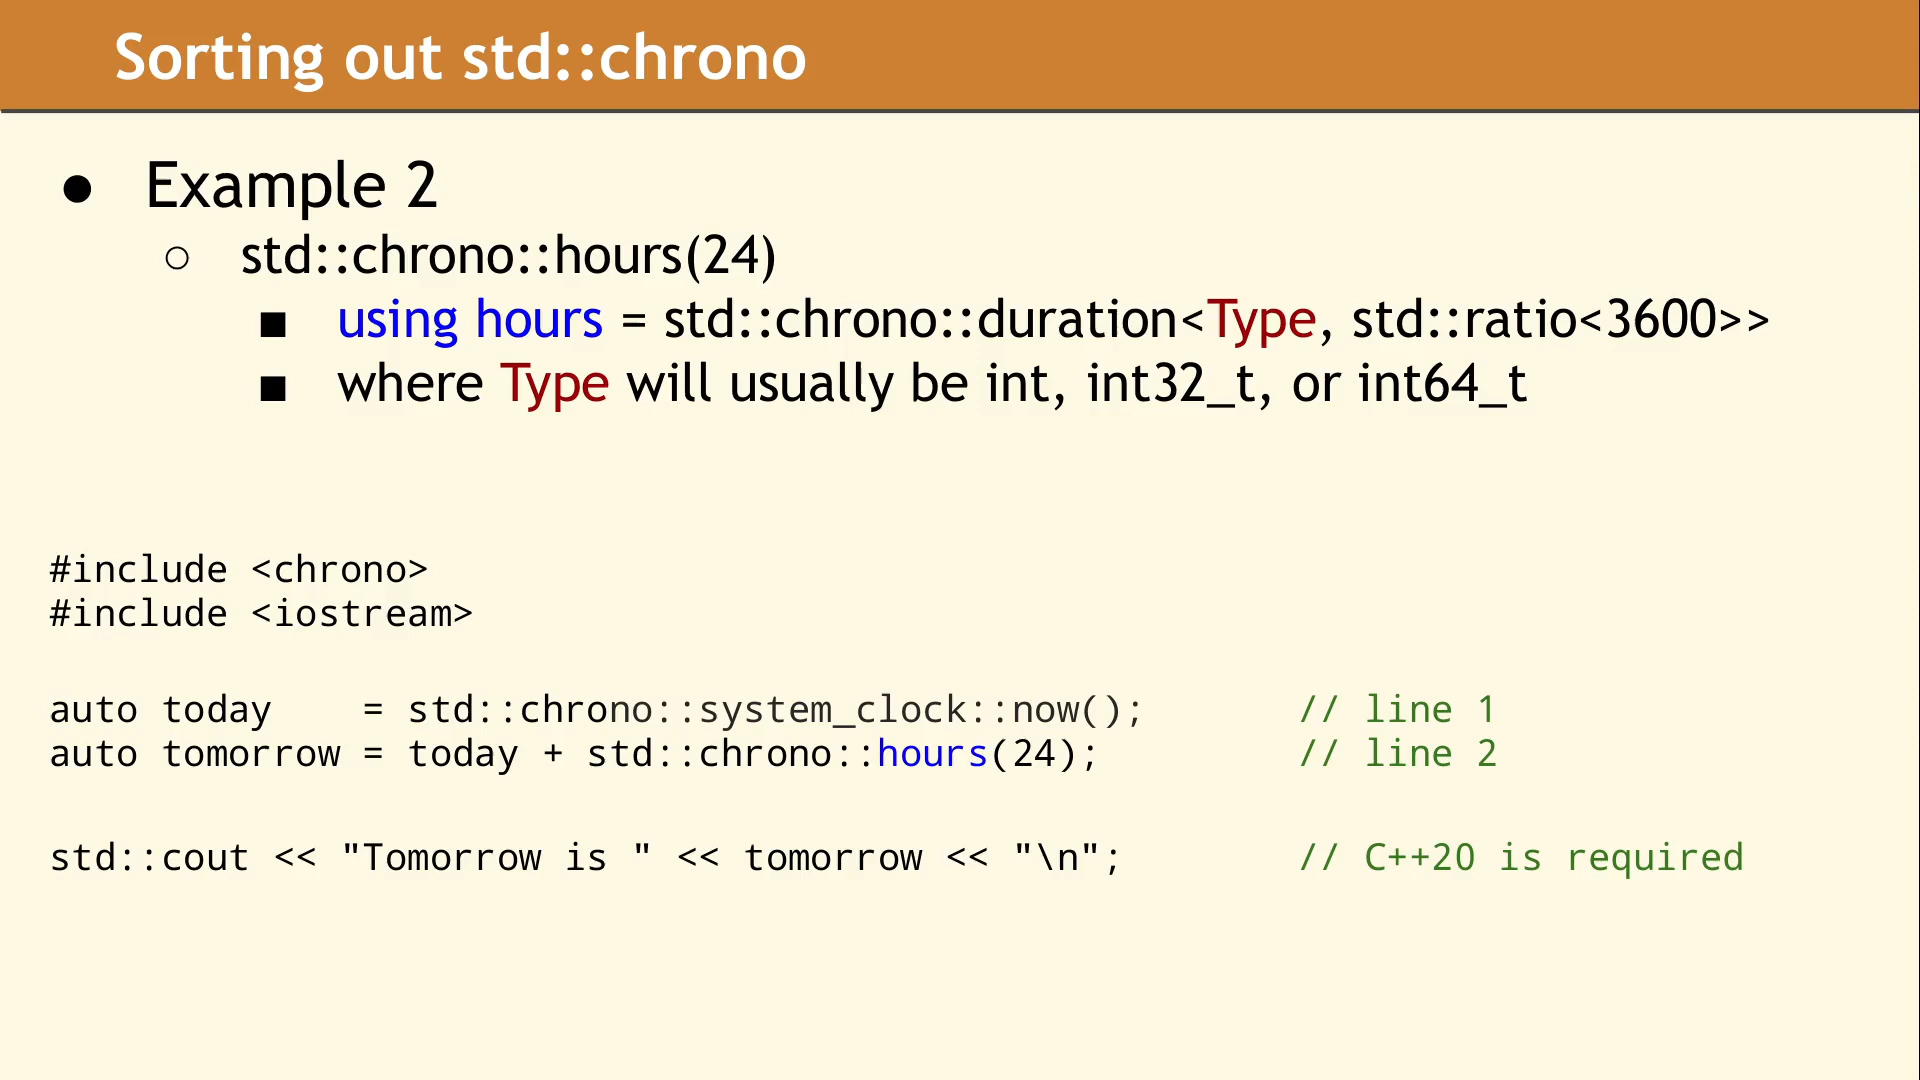 Sorting out std::chrono
● Example 2
○ std::chrono::hours(24)
■ using hours = std::chrono::duration<Type, std::ratio<3600>>
■ where Type will usually be int, int32_t, or int64_t
#include <chrono>
#include <iostream>
auto today    = std::chrono::system_clock::now();       // line 1
auto tomorrow = today + std::chrono::hours(24);         // line 2
std::cout << "Tomorrow is " << tomorrow << "\n";        // C++20 is required